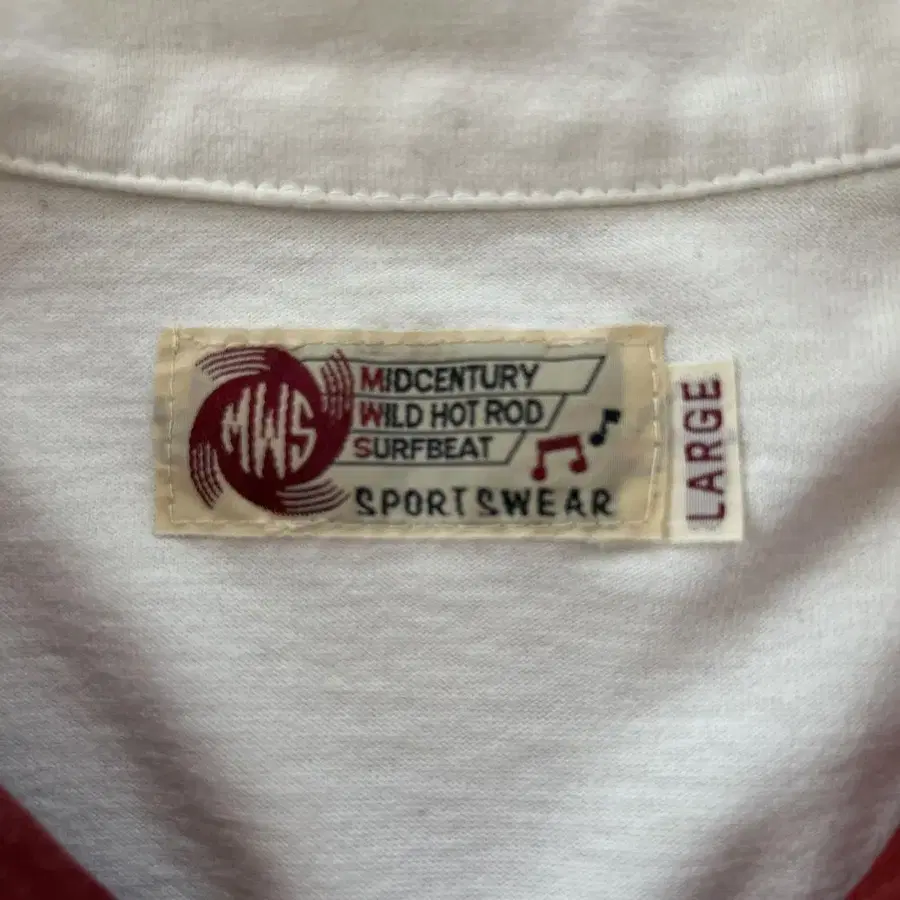 MWS
MIDCENTURY
WILD HOT ROD
SURFBEAT
SPORTSWEAR
LARGE